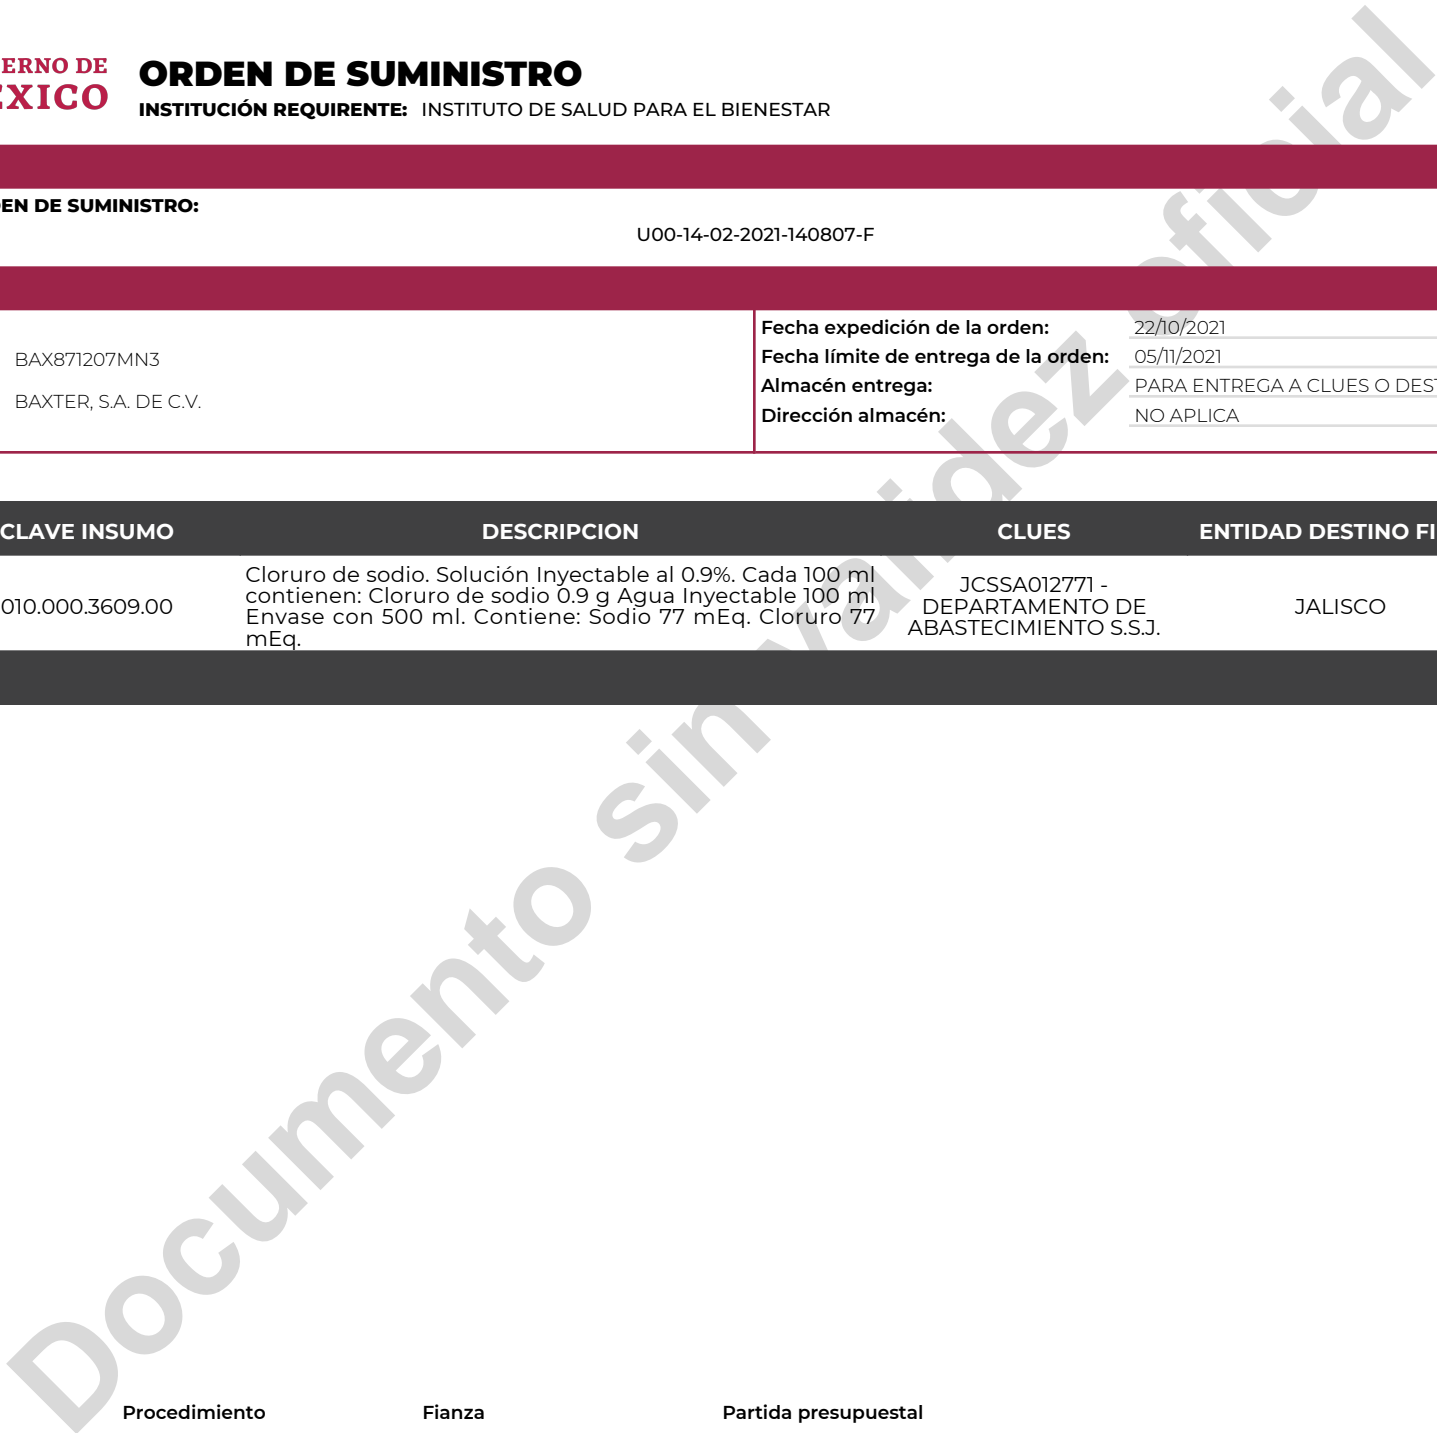 ERNO DE
EXICO
ORDEN DE SUMINISTRO
INSTITUCIÓN REQUIRENTE: INSTITUTO DE SALUD PARA EL BIENESTAR
EN DE SUMINISTRO:
U00-14-02-2021-140807-F
BAX871207MN3
BAXTER, S.A. DE C.V.
Fecha expedición de la orden: 22/10/2021
Fecha límite de entrega de la orden: 05/11/2021
Almacén entrega: PARA ENTREGA A CLUES O DEST
Dirección almacén: NO APLICA
CLAVE INSUMO DESCRIPCION CLUES ENTIDAD DESTINO FI
010.000.3609.00
Cloruro de sodio. Solución Inyectable al 0.9%. Cada 100 ml
contienen: Cloruro de sodio 0.9 g Agua Inyectable 100 ml
Envase con 500 ml. Contiene: Sodio 77 mEq. Cloruro 77
mEq.
JCSSA012771 -
DEPARTAMENTO DE
ABASTECIMIENTO S.S.J.
JALISCO
Documento sin validez oficial
Procedimiento Fianza Partida presupuestal